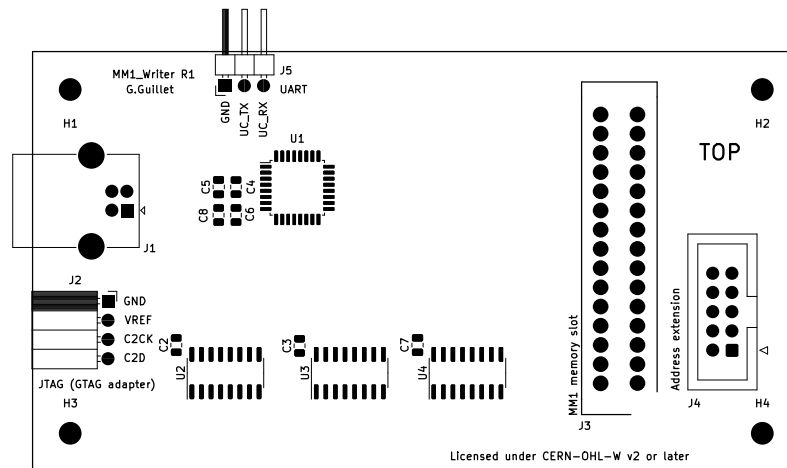 MM1_Writer R1
G.Guillet
J5
UART
GND
UC_TX
UC_RX
H1
H2
U1
TOP
C5
C4
C8
C6
J1
J2
GND
VREF
C2CK
C2D
JTAG (GTAG adapter)
H3
C2
U2
C3
U3
C7
U4
MM1 memory slot
J3
Address extension
J4
H4
Licensed under CERN-OHL-W v2 or later